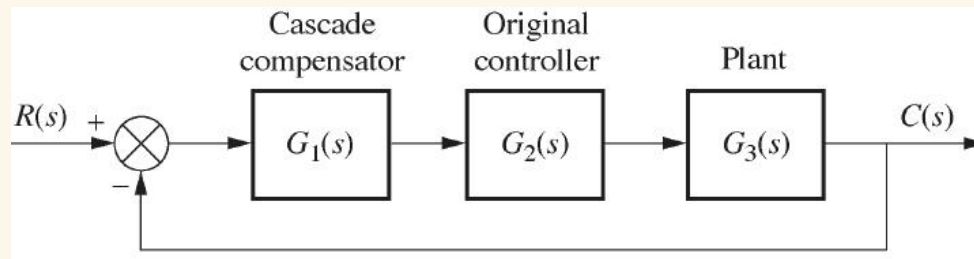 Cascade
compensator
Original
controller
Plant
R(s)
+
G₁(s)
G₂(s)
G₃(s)
C(s)
−